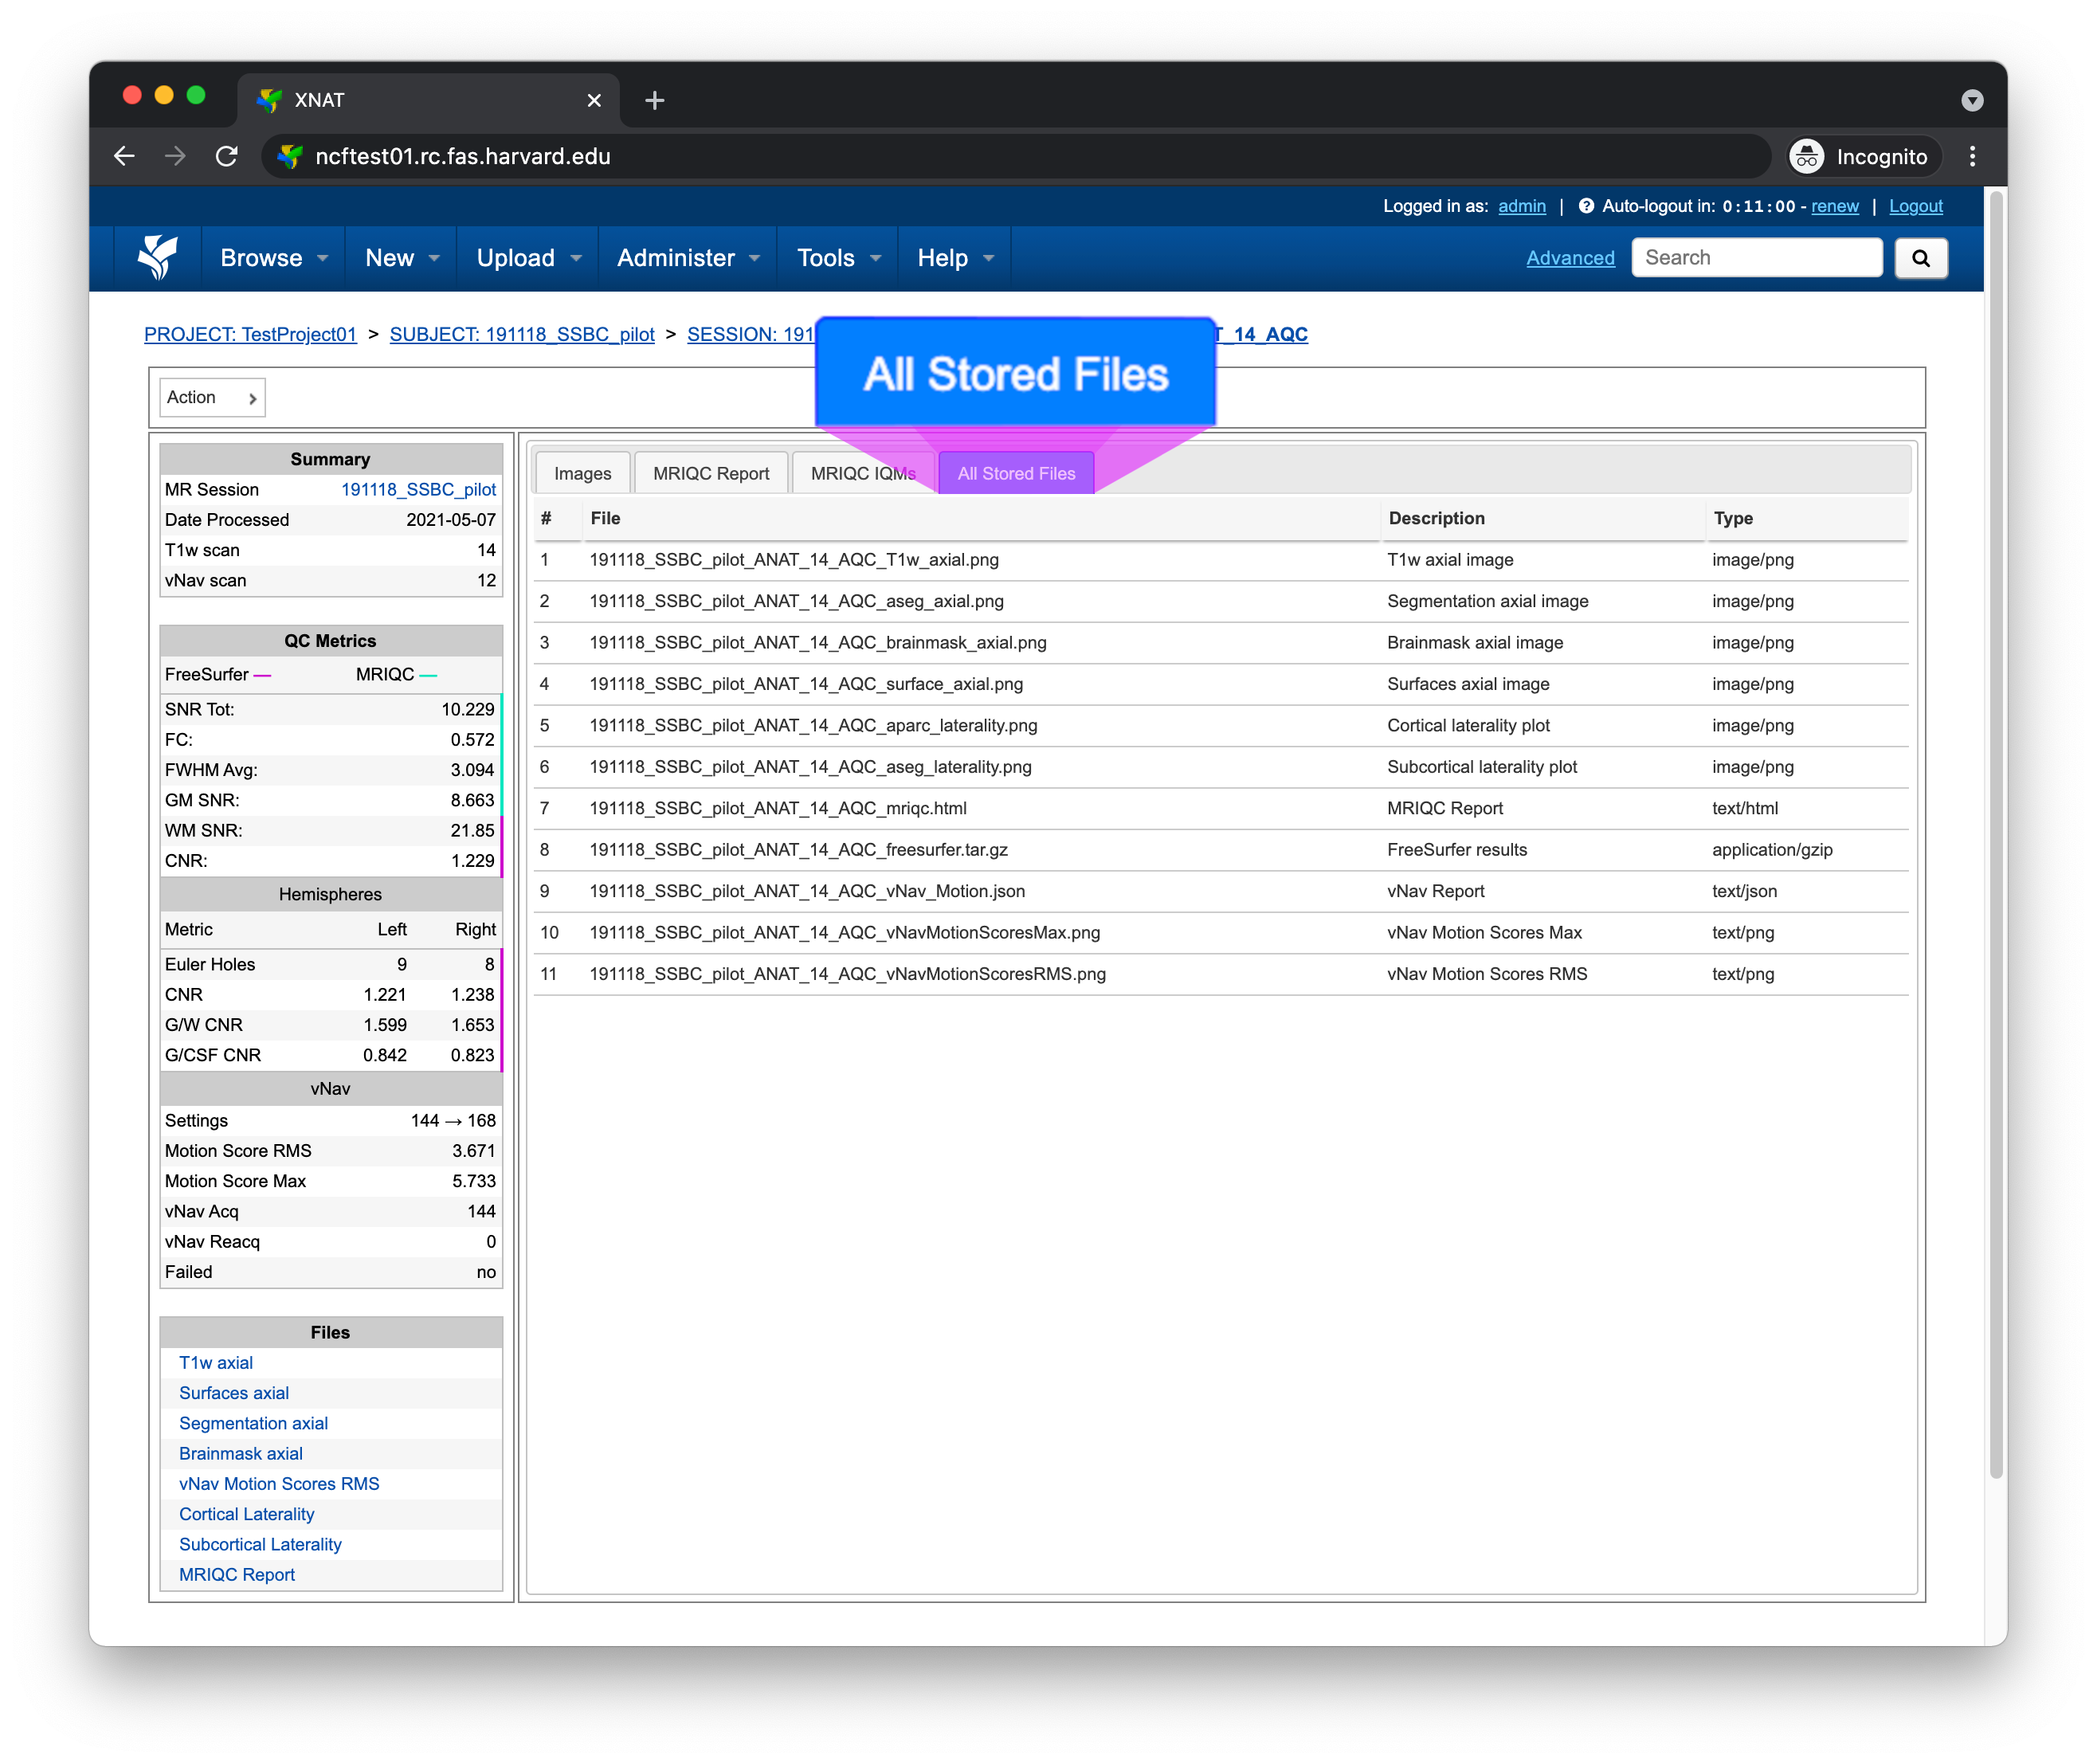 XNAT
ncftest01.rc.fas.harvard.edu
Incognito
Logged in as: admin | Auto-logout in: 0:11:00 - renew | Logout
Browse New Upload Administer Tools Help Advanced Search
PROJECT: TestProject01 > SUBJECT: 191118_SSBC_pilot > SESSION: 191 T_14_AQC
All Stored Files
Action
Summary
MR Session 191118_SSBC_pilot
Date Processed 2021-05-07
T1w scan 14
vNav scan 12
QC Metrics
FreeSurfer — MRIQC —
SNR Tot: 10.229
FC: 0.572
FWHM Avg: 3.094
GM SNR: 8.663
WM SNR: 21.85
CNR: 1.229
Hemispheres
Metric Left Right
Euler Holes 9 8
CNR 1.221 1.238
G/W CNR 1.599 1.653
G/CSF CNR 0.842 0.823
vNav
Settings 144 → 168
Motion Score RMS 3.671
Motion Score Max 5.733
vNav Acq 144
vNav Reacq 0
Failed no
Files
T1w axial
Surfaces axial
Segmentation axial
Brainmask axial
vNav Motion Scores RMS
Cortical Laterality
Subcortical Laterality
MRIQC Report
Images MRIQC Report MRIQC IQMs All Stored Files
# File Description Type
1 191118_SSBC_pilot_ANAT_14_AQC_T1w_axial.png T1w axial image image/png
2 191118_SSBC_pilot_ANAT_14_AQC_aseg_axial.png Segmentation axial image image/png
3 191118_SSBC_pilot_ANAT_14_AQC_brainmask_axial.png Brainmask axial image image/png
4 191118_SSBC_pilot_ANAT_14_AQC_surface_axial.png Surfaces axial image image/png
5 191118_SSBC_pilot_ANAT_14_AQC_aparc_laterality.png Cortical laterality plot image/png
6 191118_SSBC_pilot_ANAT_14_AQC_aseg_laterality.png Subcortical laterality plot image/png
7 191118_SSBC_pilot_ANAT_14_AQC_mriqc.html MRIQC Report text/html
8 191118_SSBC_pilot_ANAT_14_AQC_freesurfer.tar.gz FreeSurfer results application/gzip
9 191118_SSBC_pilot_ANAT_14_AQC_vNav_Motion.json vNav Report text/json
10 191118_SSBC_pilot_ANAT_14_AQC_vNavMotionScoresMax.png vNav Motion Scores Max text/png
11 191118_SSBC_pilot_ANAT_14_AQC_vNavMotionScoresRMS.png vNav Motion Scores RMS text/png